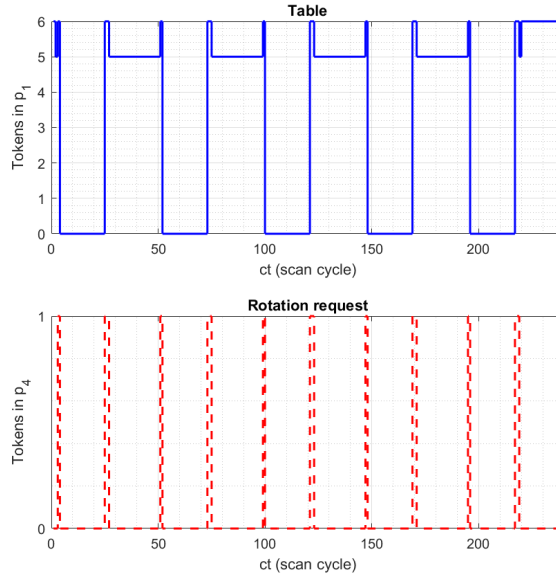 Table
6
5
4
3
2
1
0
Tokens in p₁
0 50 100 150 200
ct (scan cycle)
Rotation request
1
0
Tokens in p₄
0 50 100 150 200
ct (scan cycle)